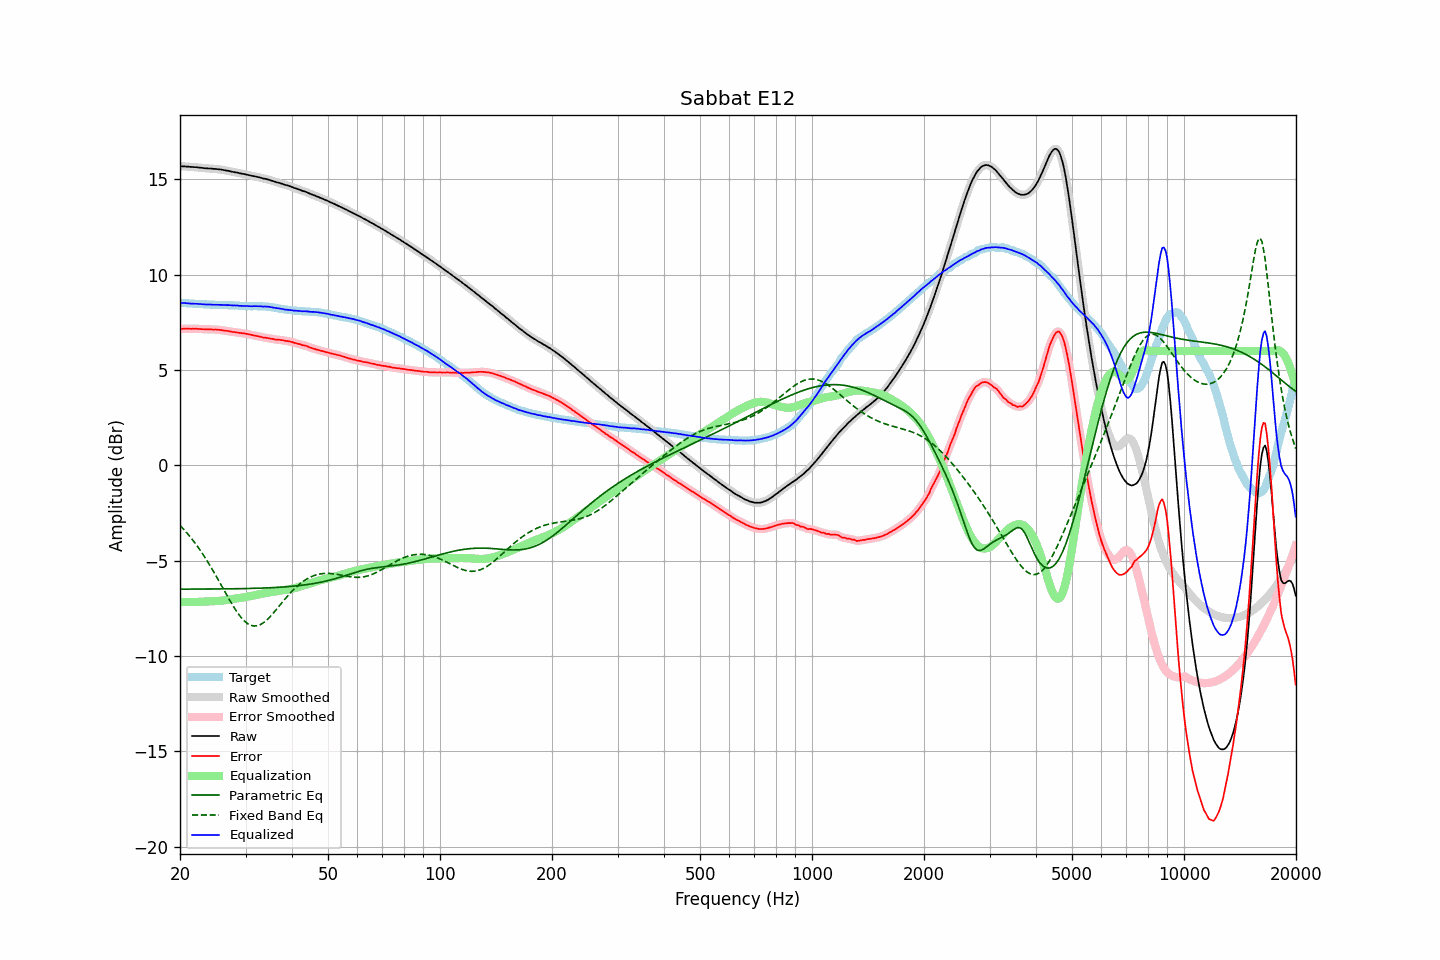 Sabbat E12
Amplitude (dBr)
15
10
5
0
−5
−10
−15
−20
Target
Raw Smoothed
Error Smoothed
Raw
Error
Equalization
Parametric Eq
Fixed Band Eq
Equalized
20 50 100 200 500 1000 2000 5000 10000 20000
Frequency (Hz)